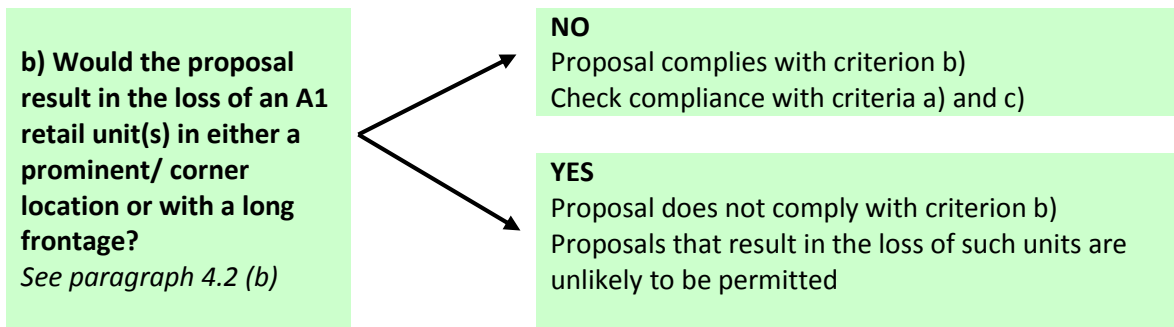 b) Would the proposal
result in the loss of an A1
retail unit(s) in either a
prominent/ corner
location or with a long
frontage?
See paragraph 4.2 (b)
NO
Proposal complies with criterion b)
Check compliance with criteria a) and c)
YES
Proposal does not comply with criterion b)
Proposals that result in the loss of such units are
unlikely to be permitted